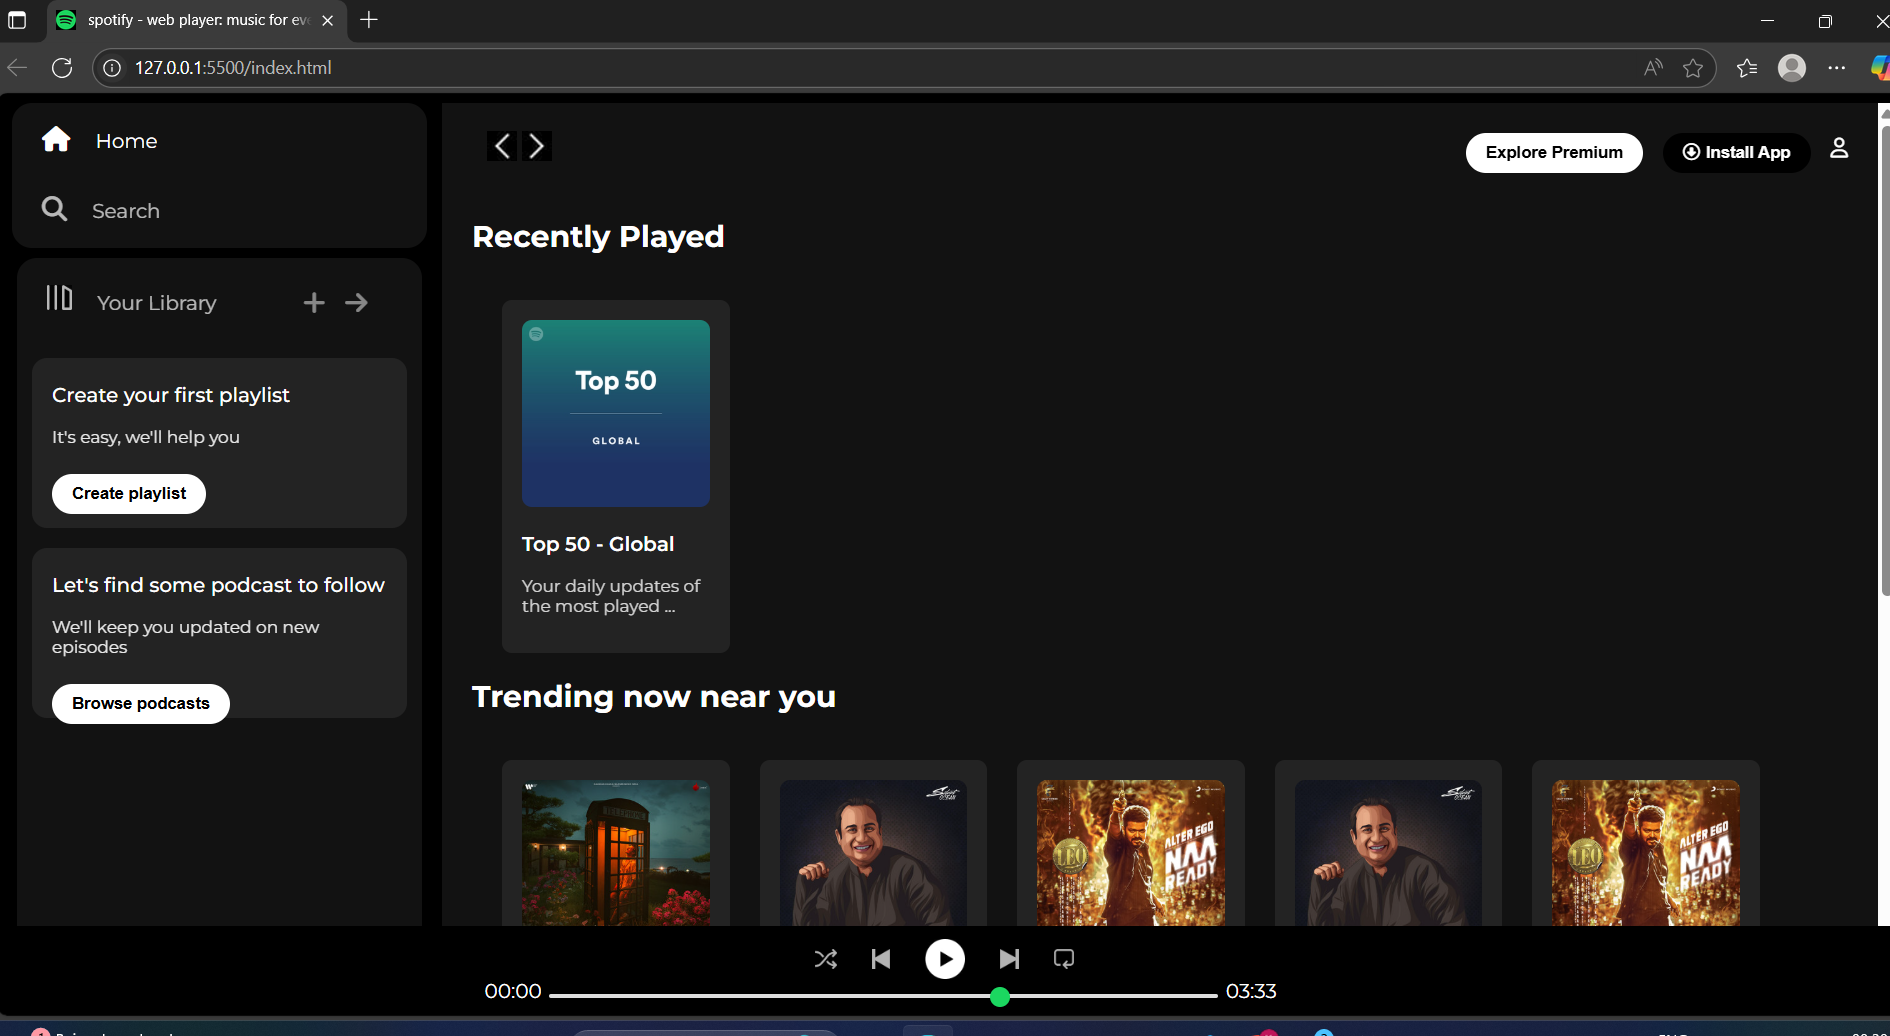 spotify - web player: music for eve
127.0.0.1:5500/index.html
Home
Search
Your Library
Create your first playlist
It's easy, we'll help you
Create playlist
Let's find some podcast to follow
We'll keep you updated on new
episodes
Browse podcasts
Explore Premium
Install App
Recently Played
Top 50
GLOBAL
Top 50 - Global
Your daily updates of
the most played ...
Trending now near you
TELEPHONE
ALTER EGO
NAA
READY
LEO
ALTER EGO
NAA
READY
LEO
00:00
03:33